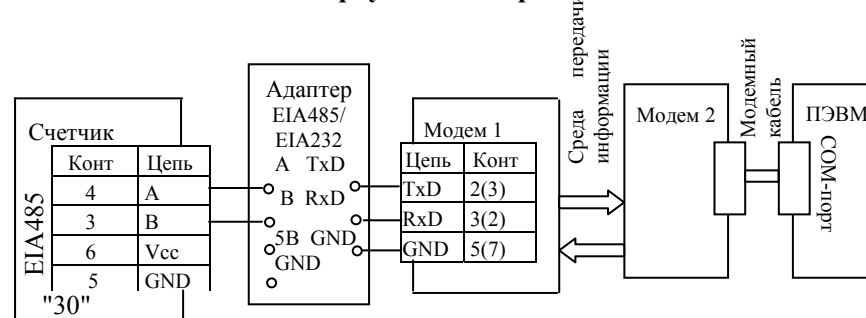 Среда передачи информации
Модемный кабель
Счетчик
EIA485
Конт Цепь
4 A
3 B
6 Vcc
5 GND
"30"
Адаптер
EIA485/
EIA232
A TxD
B RxD
5В GND
GND
Модем 1
Цепь Конт
TxD 2(3)
RxD 3(2)
GND 5(7)
Модем 2
ПЭВМ
COM-порт